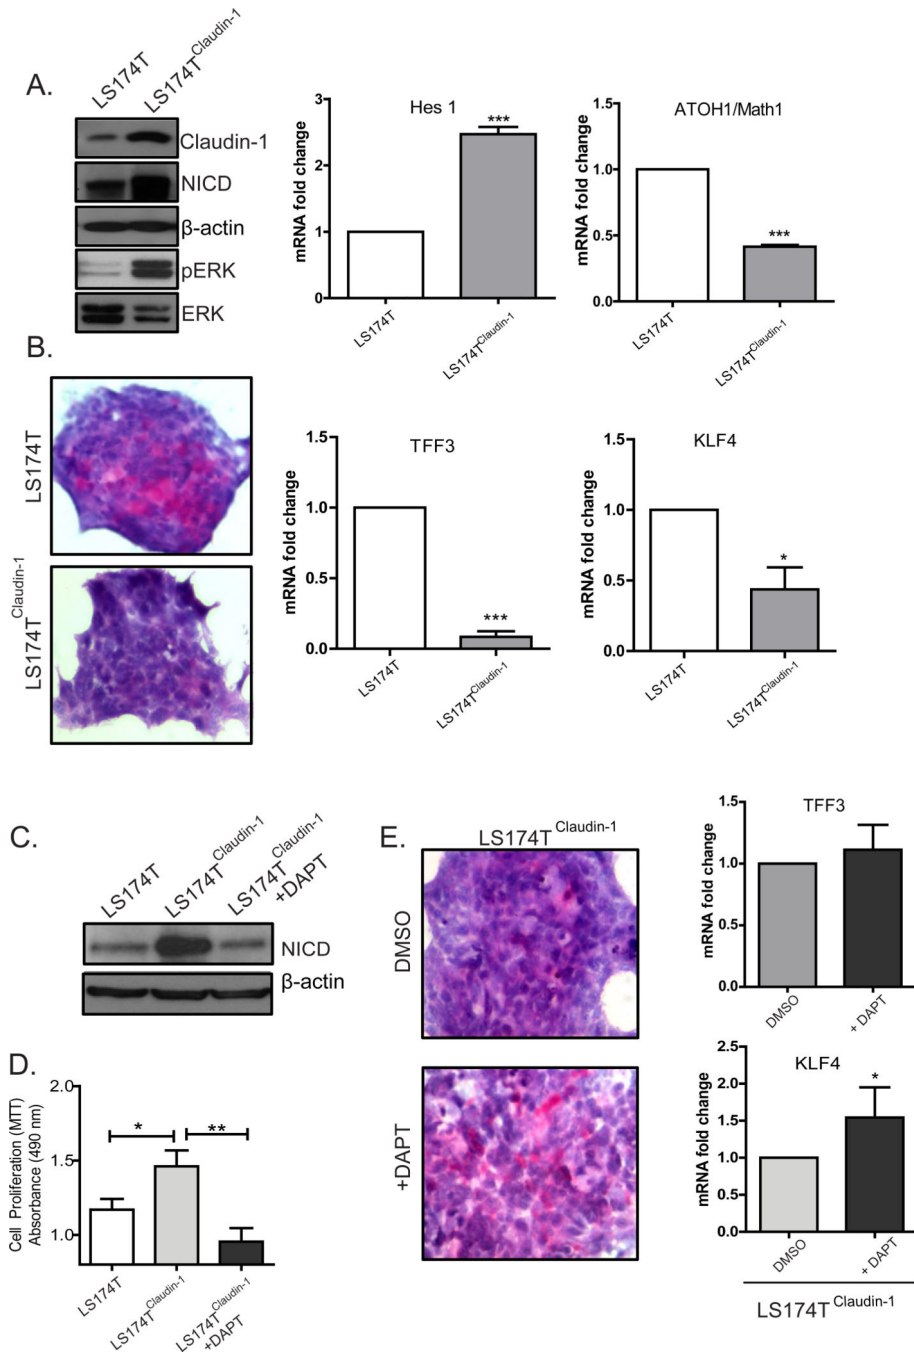 A.
LS174T
LS174T Claudin-1
Claudin-1
NICD
β-actin
pERK
ERK
Hes 1
mRNA fold change
3
2
1
0
***
LS174T
LS174T Claudin-1
ATOH1/Math1
mRNA fold change
1.5
1.0
0.5
0.0
***
LS174T
LS174T Claudin-1
B.
LS174T
LS174T Claudin-1
TFF3
mRNA fold change
1.5
1.0
0.5
0.0
***
LS174T
LS174T Claudin-1
KLF4
mRNA fold change
1.5
1.0
0.5
0.0
*
LS174T
LS174T Claudin-1
C.
LS174T
LS174T Claudin-1
LS174T Claudin-1
+DAPT
NICD
β-actin
D.
Cell Proliferation (MTT)
Absorbance (490 nm)
2.0
1.5
1.0
*
**
LS174T
LS174T Claudin-1
LS174T Claudin-1
+DAPT
E.
LS174T Claudin-1
DMSO
+DAPT
TFF3
mRNA fold change
1.5
1.0
0.5
0.0
DMSO
+ DAPT
KLF4
mRNA fold change
2.5
2.0
1.5
1.0
0.5
0.0
*
DMSO
+ DAPT
LS174T Claudin-1